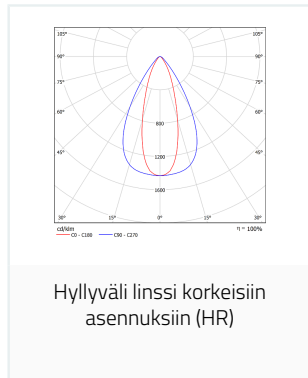 105° 105°
90° 90°
75° 75°
60° 60°
45° 45°
800
1200
1600
30° 15° 0° 15° 30°
cd/klm η = 100%
C0 - C180 C90 - C270
Hyllyväli linssi korkeisiin
asennuksiin (HR)